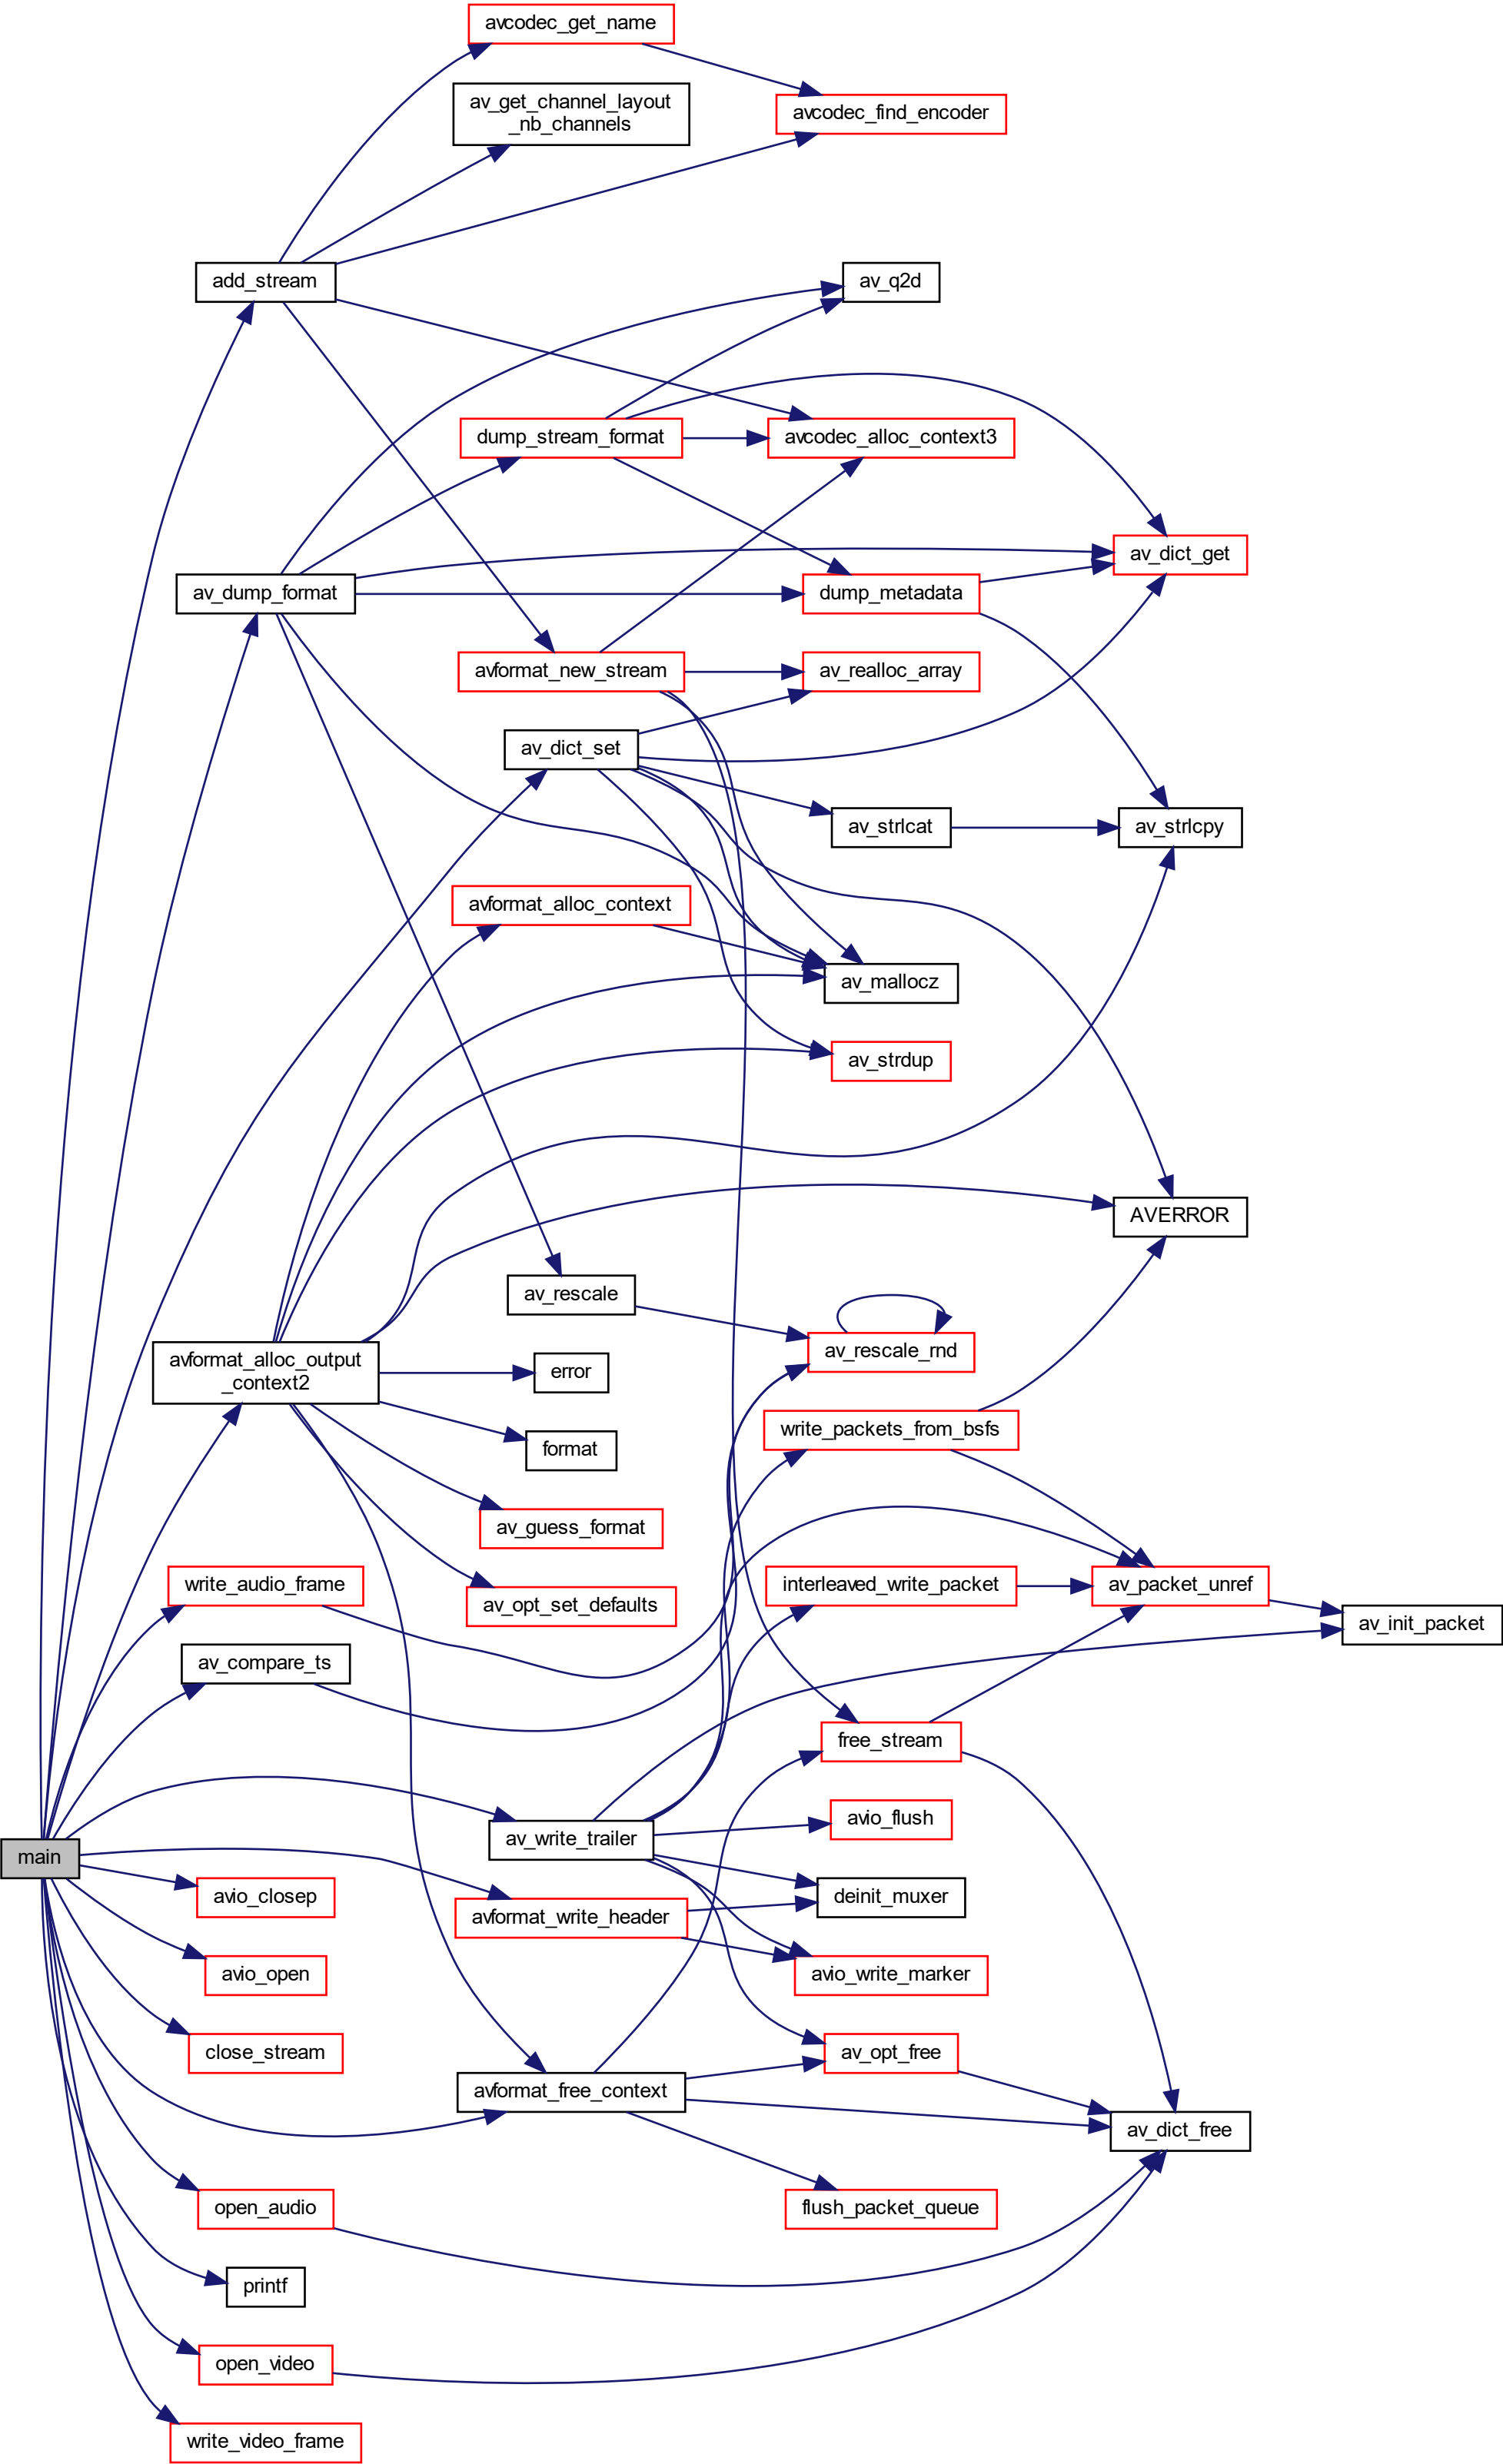 avcodec_get_name
av_get_channel_layout
_nb_channels
avcodec_find_encoder
add_stream
av_q2d
dump_stream_format
avcodec_alloc_context3
av_dict_get
av_dump_format
dump_metadata
avformat_new_stream
av_realloc_array
av_dict_set
av_strlcat
av_strlcpy
avformat_alloc_context
av_mallocz
av_strdup
AVERROR
av_rescale
av_rescale_rnd
avformat_alloc_output
_context2
error
write_packets_from_bsfs
format
av_guess_format
write_audio_frame
av_opt_set_defaults
interleaved_write_packet
av_packet_unref
av_init_packet
av_compare_ts
free_stream
avio_flush
av_write_trailer
main
avio_closep
deinit_muxer
avformat_write_header
avio_open
avio_write_marker
close_stream
av_opt_free
avformat_free_context
av_dict_free
open_audio
flush_packet_queue
printf
open_video
write_video_frame